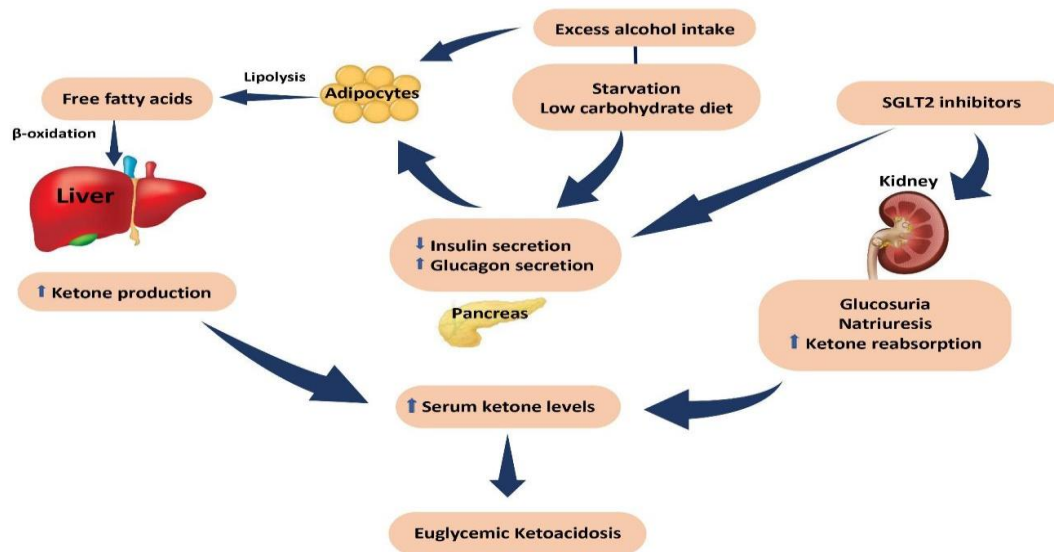 Excess alcohol intake
Starvation
Low carbohydrate diet
Adipocytes
Lipolysis
Free fatty acids
β-oxidation
Liver
SGLT2 inhibitors
Kidney
⬇ Insulin secretion
⬆ Glucagon secretion
Pancreas
⬆ Ketone production
Glucosuria
Natriuresis
⬆ Ketone reabsorption
⬆ Serum ketone levels
Euglycemic Ketoacidosis